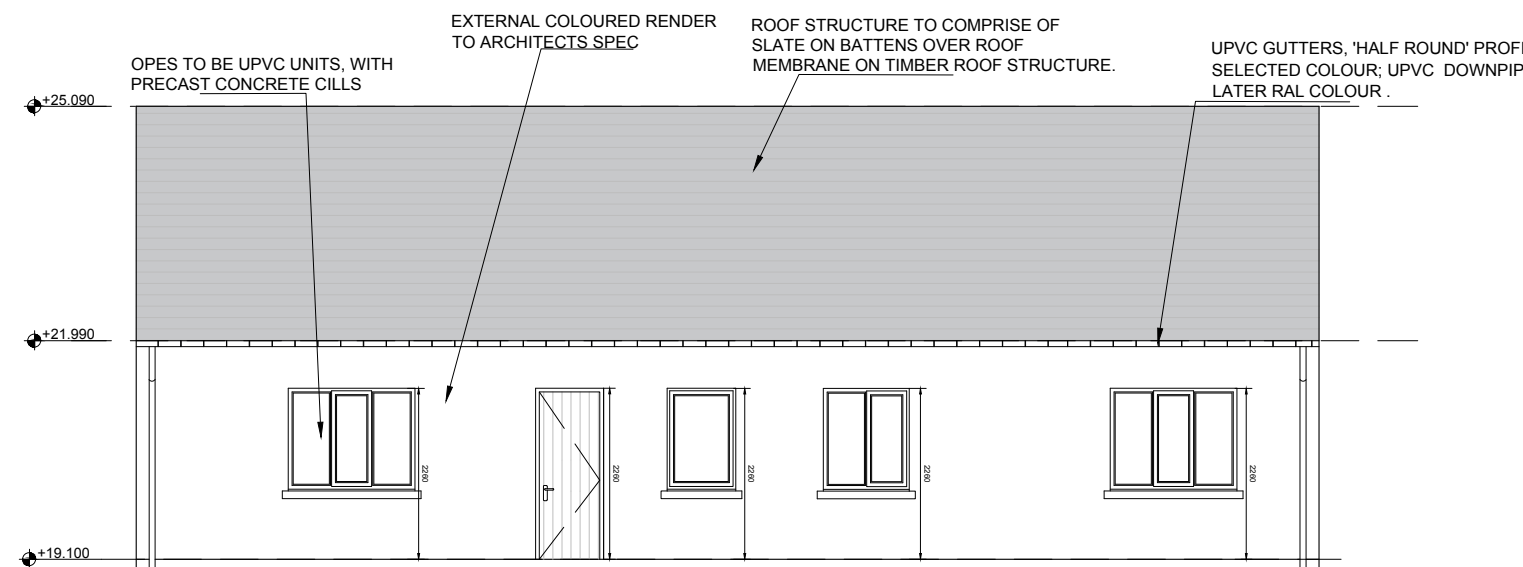 EXTERNAL COLOURED RENDER
TO ARCHITECTS SPEC
ROOF STRUCTURE TO COMPRISE OF
SLATE ON BATTENS OVER ROOF
MEMBRANE ON TIMBER ROOF STRUCTURE.
UPVC GUTTERS, 'HALF ROUND' PROFI
SELECTED COLOUR; UPVC DOWNPIP
LATER RAL COLOUR .
OPES TO BE UPVC UNITS, WITH
PRECAST CONCRETE CILLS
+25.090
+21.990
2260
2260
2260
2260
2260
+19.100